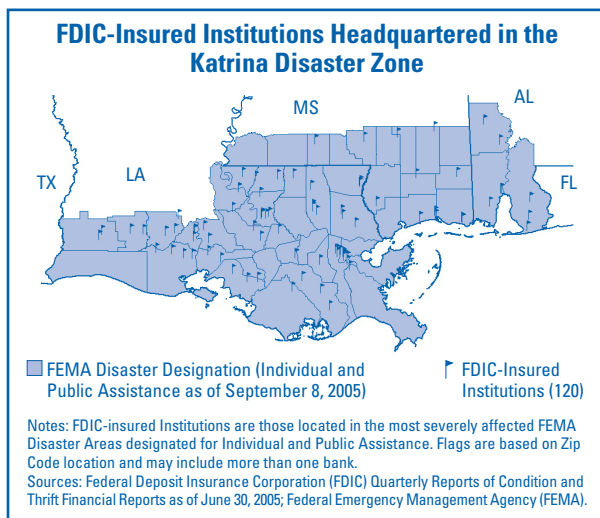 FDIC-Insured Institutions Headquartered in the
Katrina Disaster Zone
MS
AL
TX
LA
FL
FEMA Disaster Designation (Individual and
Public Assistance as of September 8, 2005)
FDIC-Insured
Institutions (120)
Notes: FDIC-insured Institutions are those located in the most severely affected FEMA
Disaster Areas designated for Individual and Public Assistance. Flags are based on Zip
Code location and may include more than one bank.
Sources: Federal Deposit Insurance Corporation (FDIC) Quarterly Reports of Condition and
Thrift Financial Reports as of June 30, 2005; Federal Emergency Management Agency (FEMA).